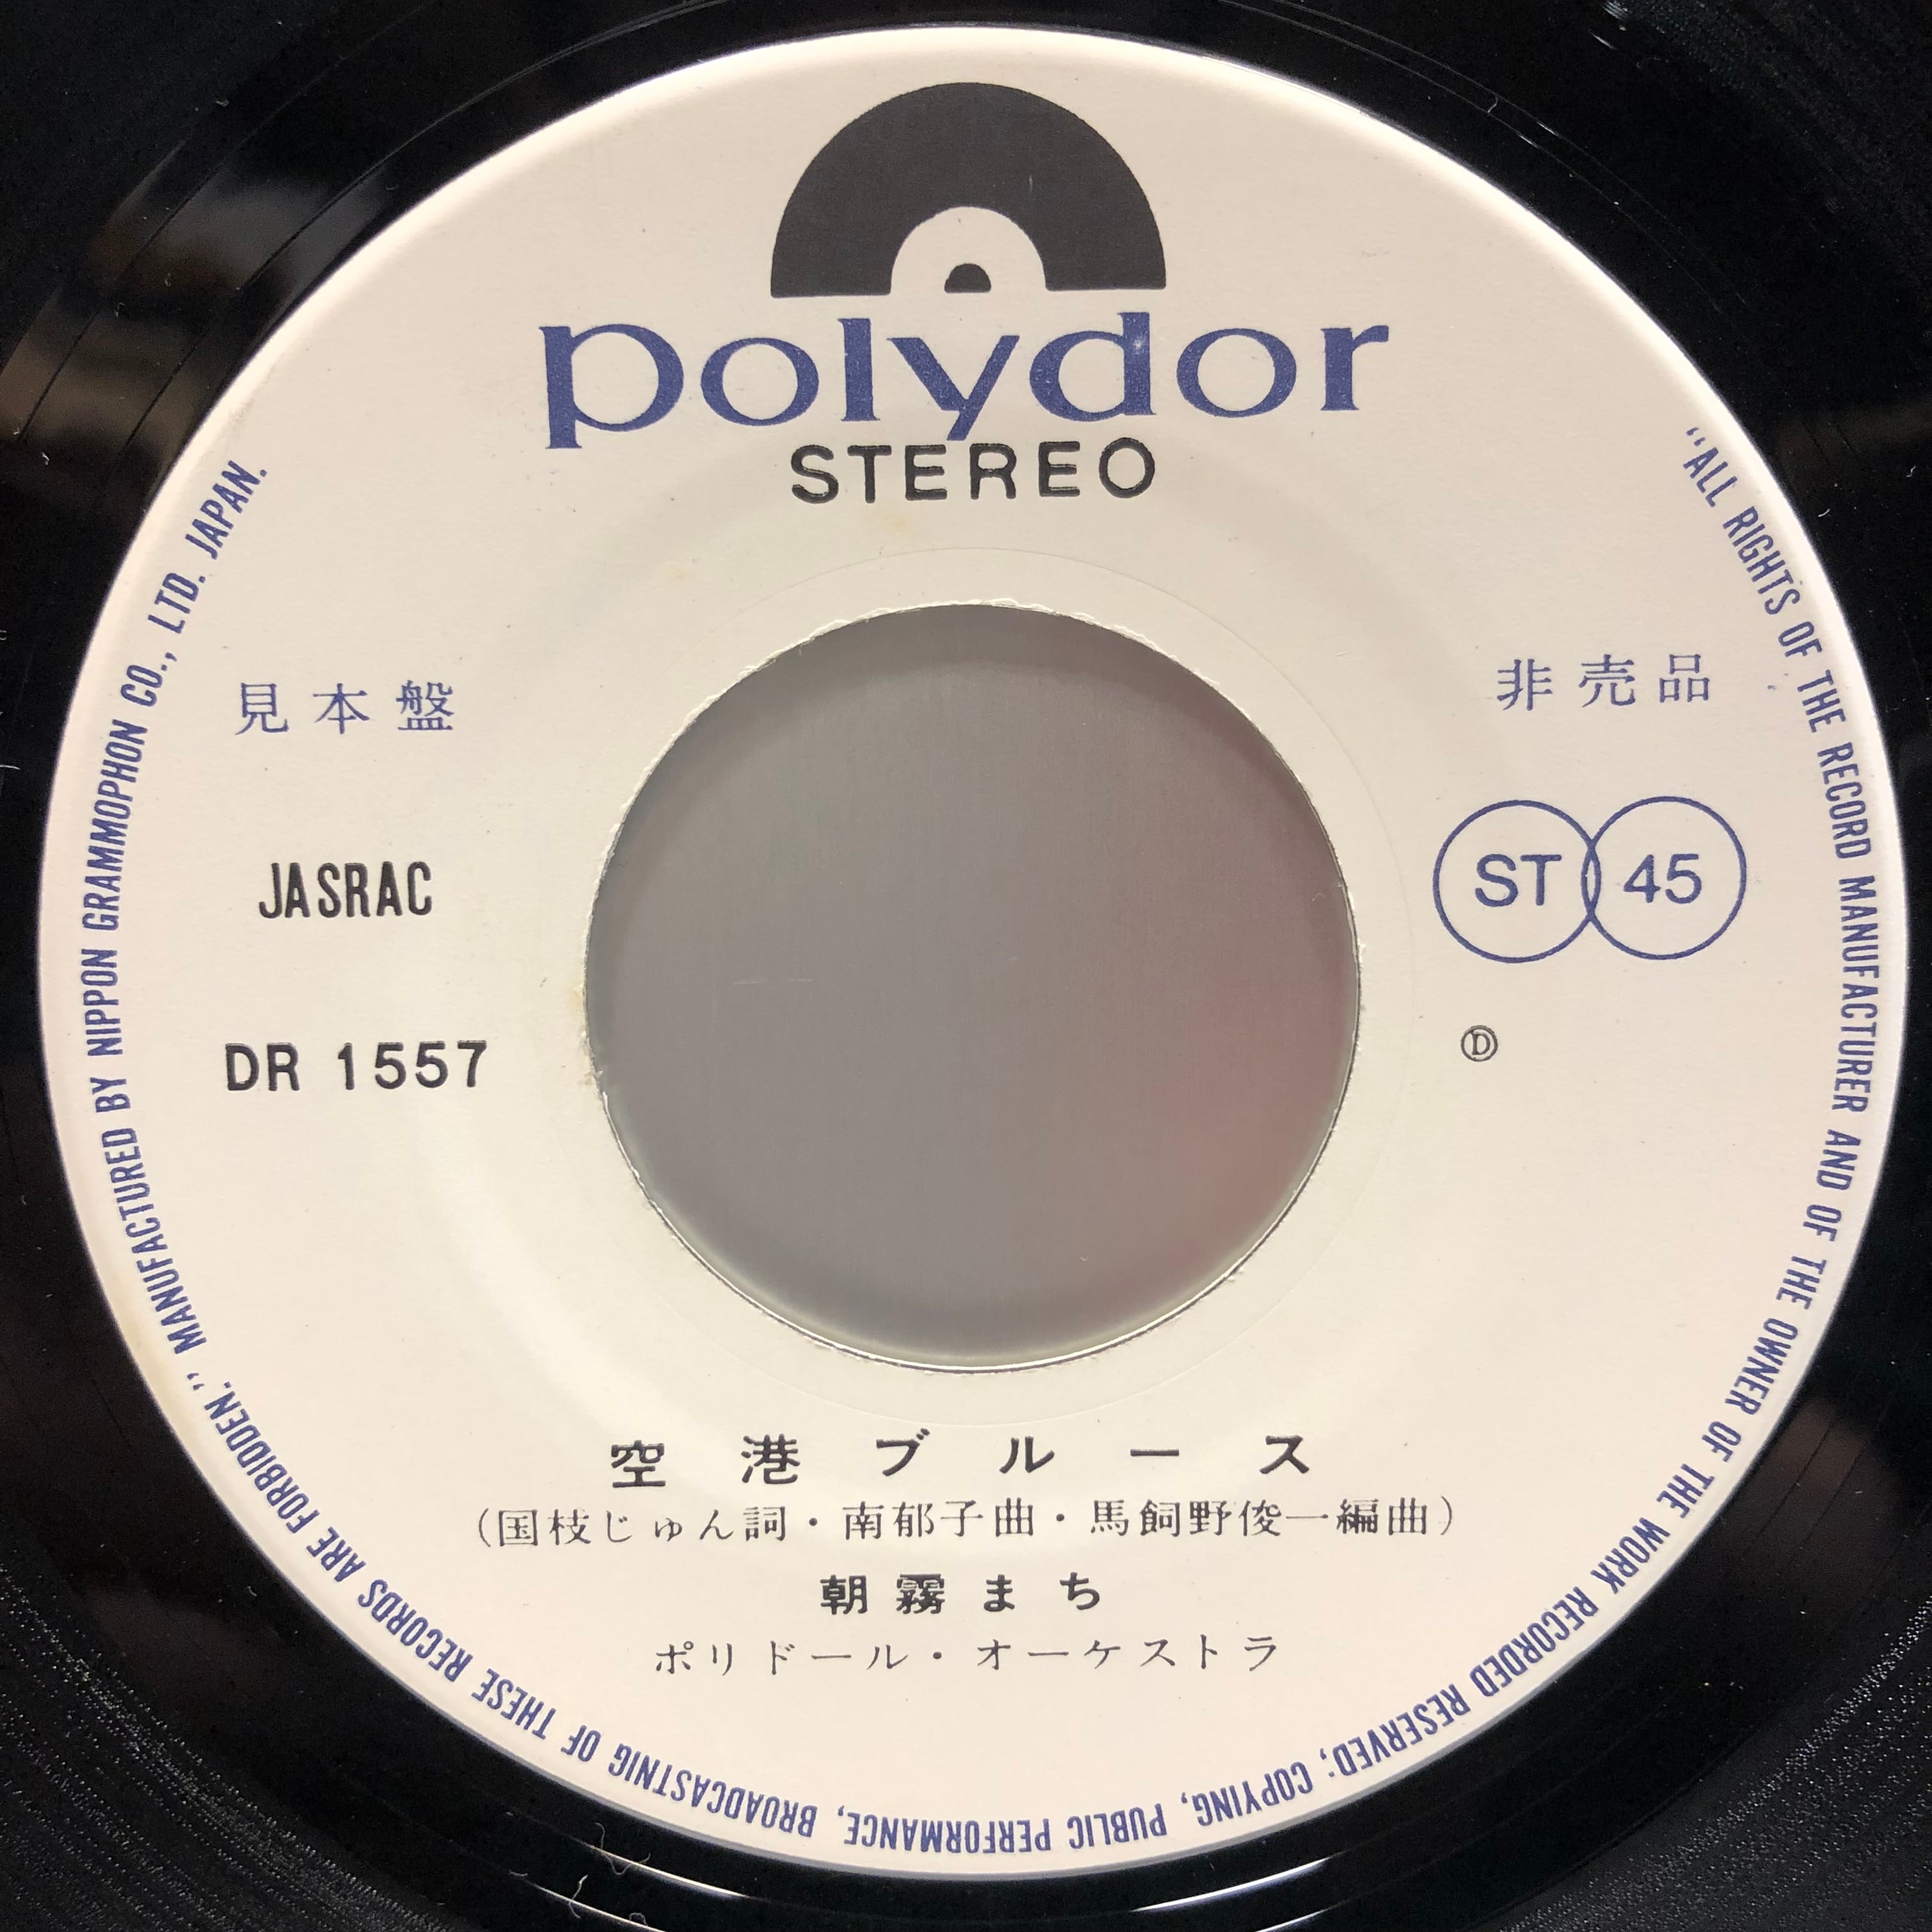 polydor
STEREO
見本盤
非売品
JASRAC
ST 45
DR 1557
Ⓓ
空港ブルース
（国枝じゅん詞・南郁子曲・馬飼野俊一編曲）
朝霧まち
ポリドール・オーケストラ
“ALL RIGHTS OF THE RECORD MANUFACTURER AND OF THE OWNER OF THE WORK RECORDED RESERVED; COPYING, PUBLIC PERFORMANCE, BROADCASTNIG OF THESE RECORDS ARE FORBIDDEN.” MANUFACTURED BY NIPPON GRAMMOPHON CO., LTD. JAPAN.